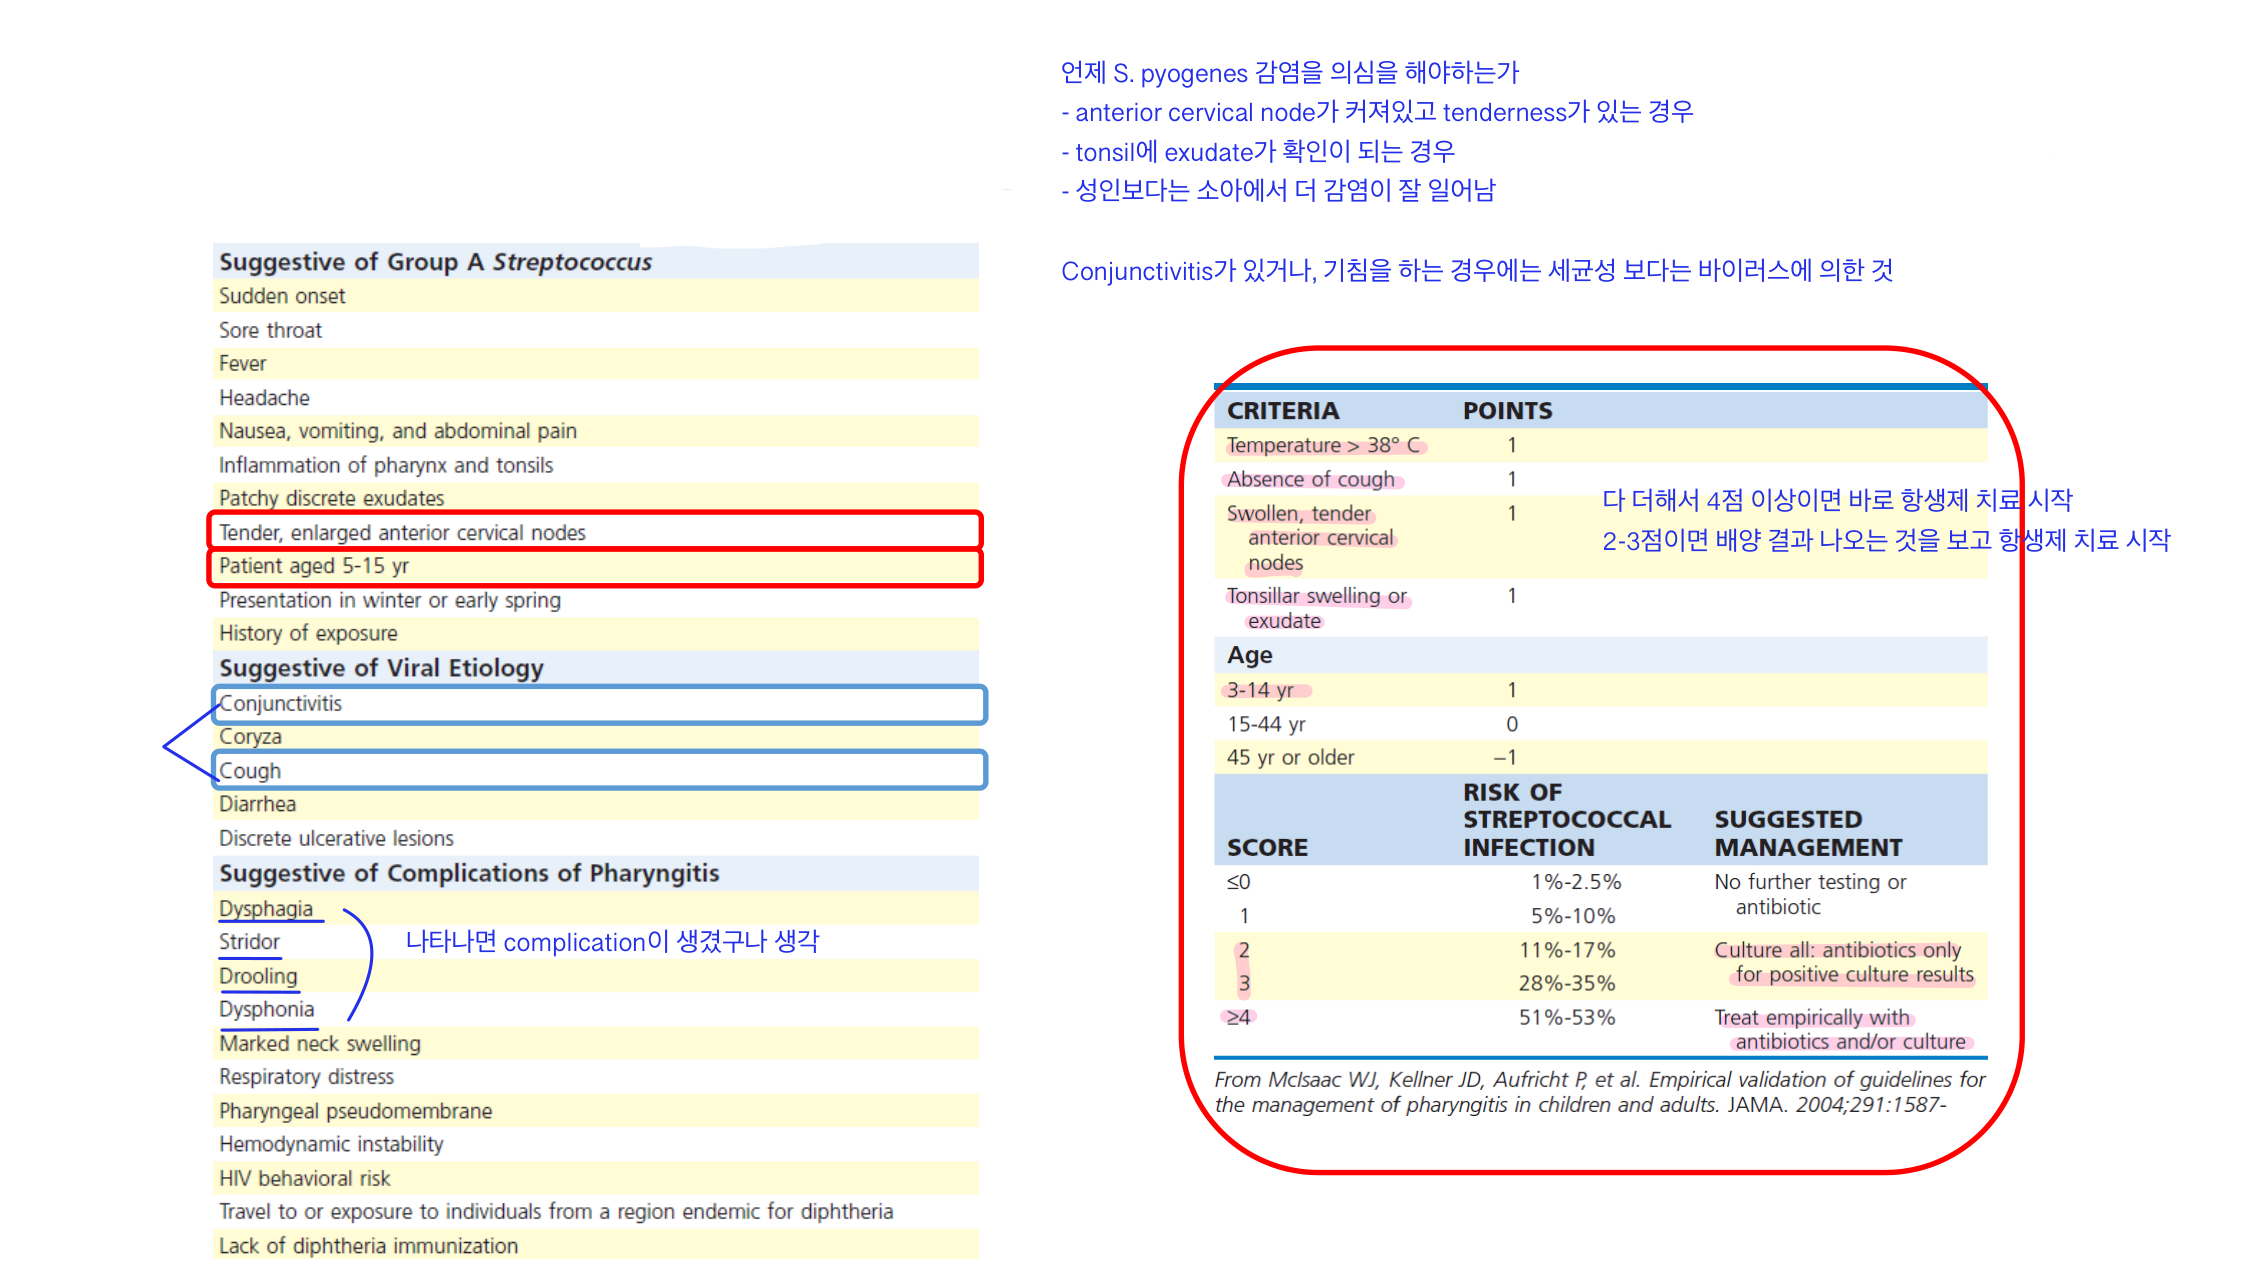 언제 S. pyogenes 감염을 의심을 해야하는가
- anterior cervical node가 커져있고 tenderness가 있는 경우
- tonsil에 exudate가 확인이 되는 경우
- 성인보다는 소아에서 더 감염이 잘 일어남
Conjunctivitis가 있거나, 기침을 하는 경우에는 세균성 보다는 바이러스에 의한 것
Suggestive of Group A Streptococcus
Sudden onset
Sore throat
Fever
Headache
Nausea, vomiting, and abdominal pain
Inflammation of pharynx and tonsils
Patchy discrete exudates
Tender, enlarged anterior cervical nodes
Patient aged 5-15 yr
Presentation in winter or early spring
History of exposure
Suggestive of Viral Etiology
Conjunctivitis
Coryza
Cough
Diarrhea
Discrete ulcerative lesions
Suggestive of Complications of Pharyngitis
Dysphagia
Stridor
Drooling
Dysphonia
나타나면 complication이 생겼구나 생각
Marked neck swelling
Respiratory distress
Pharyngeal pseudomembrane
Hemodynamic instability
HIV behavioral risk
Travel to or exposure to individuals from a region endemic for diphtheria
Lack of diphtheria immunization
CRITERIA POINTS
Temperature > 38° C 1
Absence of cough 1
Swollen, tender 1
anterior cervical
nodes
다 더해서 4점 이상이면 바로 항생제 치료 시작
2-3점이면 배양 결과 나오는 것을 보고 항생제 치료 시작
Tonsillar swelling or 1
exudate
Age
3-14 yr 1
15-44 yr 0
45 yr or older −1
RISK OF
STREPTOCOCCAL SUGGESTED
SCORE INFECTION MANAGEMENT
≤0 1%-2.5% No further testing or
antibiotic
1 5%-10%
2 11%-17% Culture all: antibiotics only
for positive culture results
3 28%-35%
≥4 51%-53% Treat empirically with
antibiotics and/or culture
From McIsaac WJ, Kellner JD, Aufricht P, et al. Empirical validation of guidelines for
the management of pharyngitis in children and adults. JAMA. 2004;291:1587-